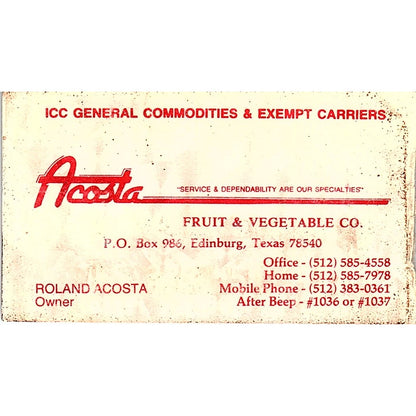 ICC GENERAL COMMODITIES & EXEMPT CARRIERS
Acosta
"SERVICE & DEPENDABILITY ARE OUR SPECIALTIES"
FRUIT & VEGETABLE CO.
P.O. Box 986, Edinburg, Texas 78540
Office - (512) 585-4558
Home - (512) 585-7978
Mobile Phone - (512) 383-0361
After Beep - #1036 or #1037
ROLAND ACOSTA
Owner